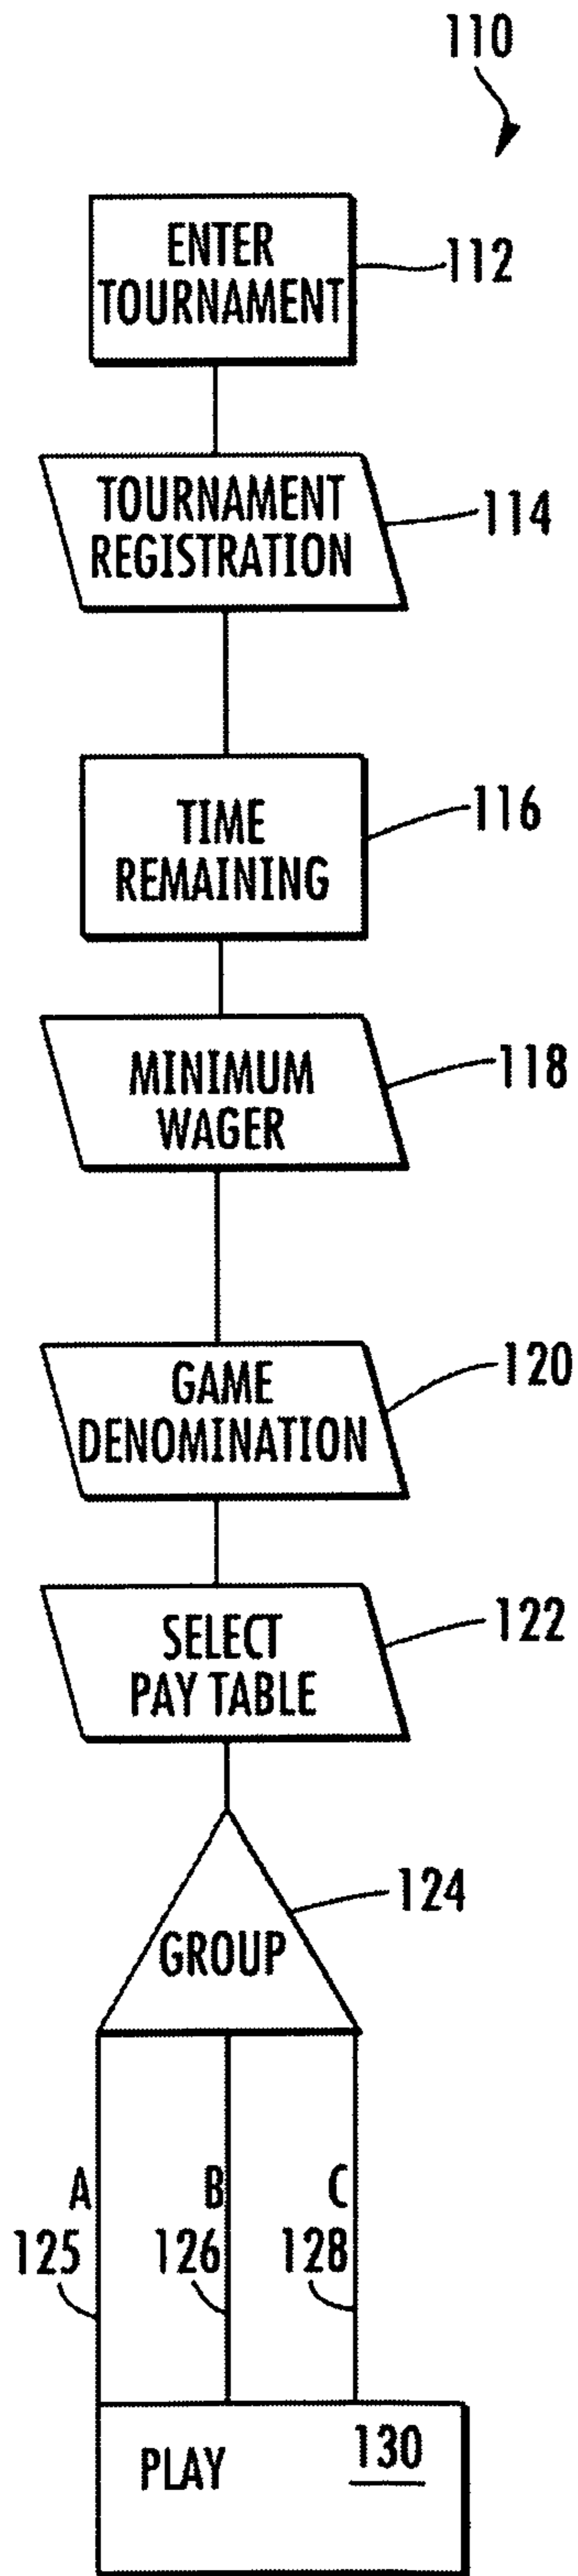 110
ENTER
TOURNAMENT
112
TOURNAMENT
REGISTRATION
114
TIME
REMAINING
116
MINIMUM
WAGER
118
GAME
DENOMINATION
120
SELECT
PAY TABLE
122
GROUP
124
A B C
125 126 128
PLAY 130